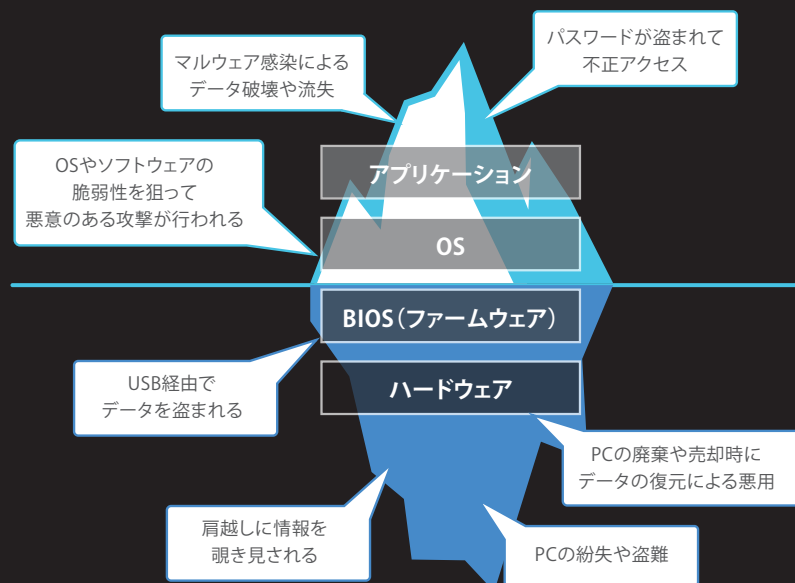 マルウェア感染による
データ破壊や流失
パスワードが盗まれて
不正アクセス
OSやソフトウェアの
脆弱性を狙って
悪意のある攻撃が行われる
アプリケーション
OS
BIOS（ファームウェア）
ハードウェア
USB経由で
データを盗まれる
PCの廃棄や売却時に
データの復元による悪用
肩越しに情報を
覗き見される
PCの紛失や盗難